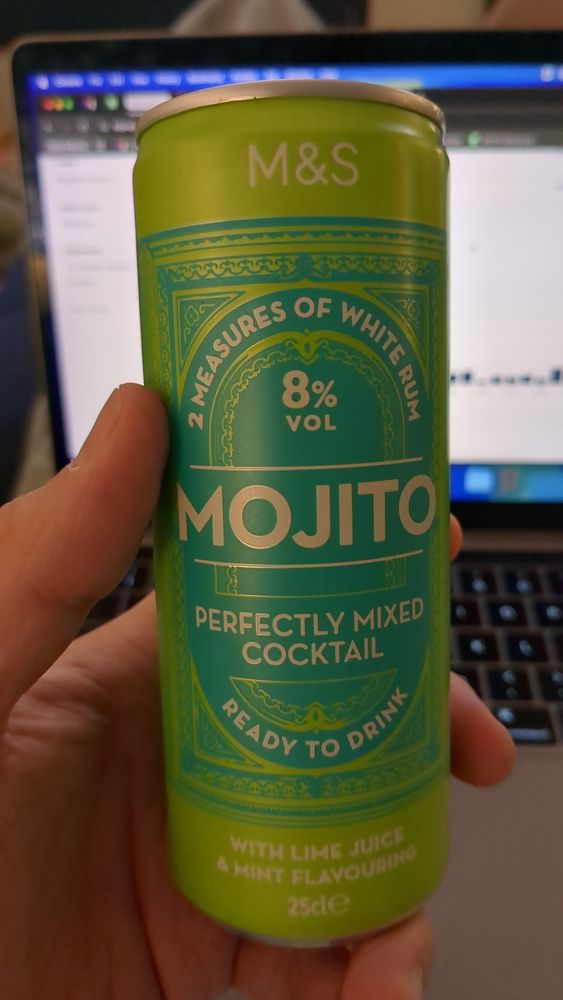 M&S
2 MEASURES OF WHITE RUM
8%
VOL
MOJITO
PERFECTLY MIXED
COCKTAIL
READY TO DRINK
WITH LIME JUICE
& MINT FLAVOURING
25cl℮